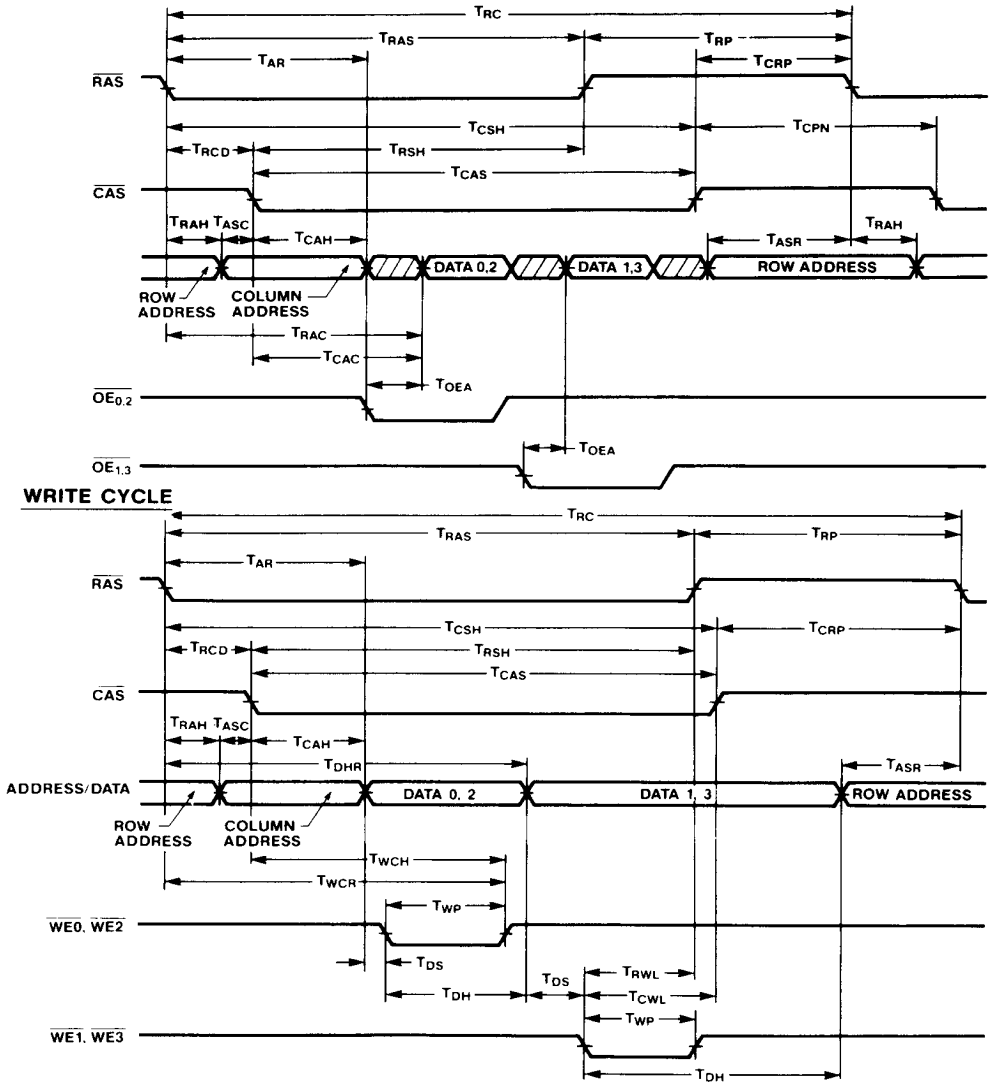 TRC
TRAS TRP
TAR TCRP
RAS
TCSH TCPN
TRCD TRSH
TCAS
CAS
TRAH TASC TCAH TASR TRAH
DATA 0,2 DATA 1,3 ROW ADDRESS
ROW ADDRESS
COLUMN ADDRESS
TRAC
TCAC
TOEA
OE0,2
TOEA
OE1,3
WRITE CYCLE
TRC
TRAS TRP
TAR
RAS
TCSH TCRP
TRCD TRSH
TCAS
CAS
TRAH TASC TCAH
TDHR TASR
ADDRESS/DATA DATA 0, 2 DATA 1, 3 ROW ADDRESS
ROW ADDRESS
COLUMN ADDRESS
TWCH
TWCR
TWP
WE0, WE2
TDS TDS TRWL
TDH TCWL
TWP
WE1, WE3
TDH